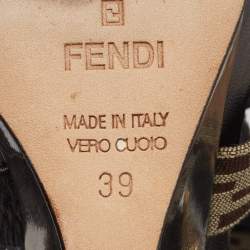 FENDI
MADE IN ITALY
VERO CUOIO
39